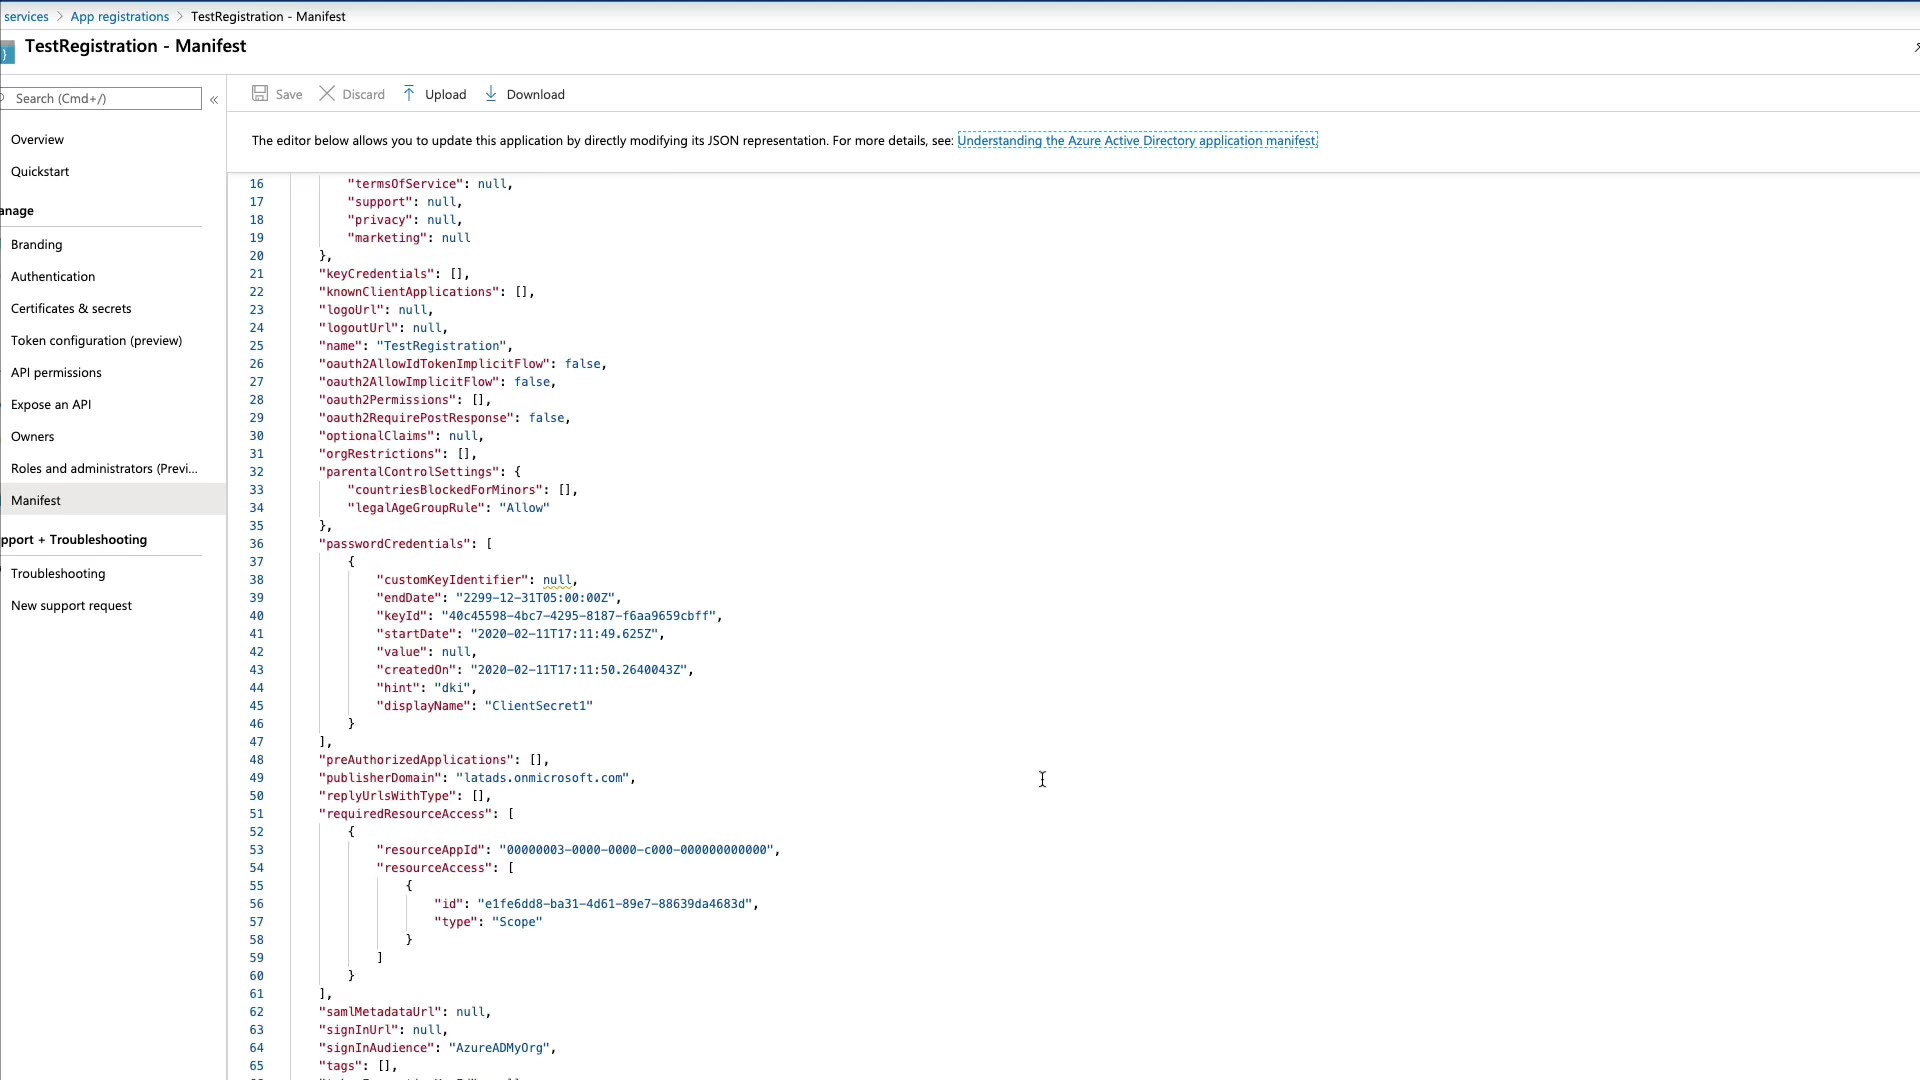 services > App registrations > TestRegistration - Manifest
TestRegistration - Manifest
Search (Cmd+/)
«
Save
Discard
Upload
Download
The editor below allows you to update this application by directly modifying its JSON representation. For more details, see: Understanding the Azure Active Directory application manifest.
Overview
Quickstart
anage
Branding
Authentication
Certificates & secrets
Token configuration (preview)
API permissions
Expose an API
Owners
Roles and administrators (Previ...
Manifest
pport + Troubleshooting
Troubleshooting
New support request
16 "termsOfService": null,
17 "support": null,
18 "privacy": null,
19 "marketing": null
20 },
21 "keyCredentials": [],
22 "knownClientApplications": [],
23 "logoUrl": null,
24 "logoutUrl": null,
25 "name": "TestRegistration",
26 "oauth2AllowIdTokenImplicitFlow": false,
27 "oauth2AllowImplicitFlow": false,
28 "oauth2Permissions": [],
29 "oauth2RequirePostResponse": false,
30 "optionalClaims": null,
31 "orgRestrictions": [],
32 "parentalControlSettings": {
33 "countriesBlockedForMinors": [],
34 "legalAgeGroupRule": "Allow"
35 },
36 "passwordCredentials": [
37 {
38 "customKeyIdentifier": null,
39 "endDate": "2299-12-31T05:00:00Z",
40 "keyId": "40c45598-4bc7-4295-8187-f6aa9659cbff",
41 "startDate": "2020-02-11T17:11:49.625Z",
42 "value": null,
43 "createdOn": "2020-02-11T17:11:50.2640043Z",
44 "hint": "dki",
45 "displayName": "ClientSecret1"
46 }
47 ],
48 "preAuthorizedApplications": [],
49 "publisherDomain": "latads.onmicrosoft.com",
50 "replyUrlsWithType": [],
51 "requiredResourceAccess": [
52 {
53 "resourceAppId": "00000003-0000-0000-c000-000000000000",
54 "resourceAccess": [
55 {
56 "id": "e1fe6dd8-ba31-4d61-89e7-88639da4683d",
57 "type": "Scope"
58 }
59 ]
60 }
61 ],
62 "samlMetadataUrl": null,
63 "signInUrl": null,
64 "signInAudience": "AzureADMyOrg",
65 "tags": [],